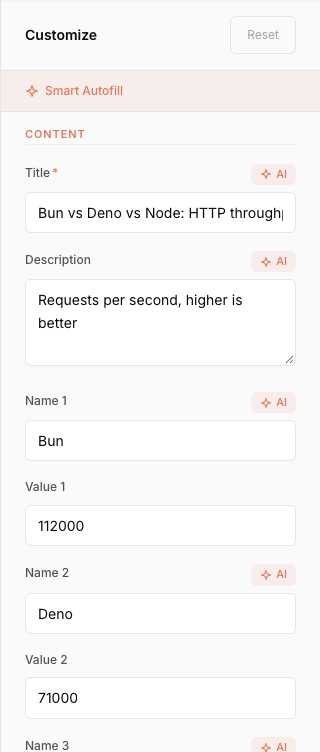 Customize
Reset
Smart Autofill
CONTENT
Title *
AI
Bun vs Deno vs Node: HTTP
Description
AI
Requests per second, higher is
better
Name 1
AI
Bun
Value 1
112000
Name 2
AI
Deno
Value 2
71000
Name 3
AI